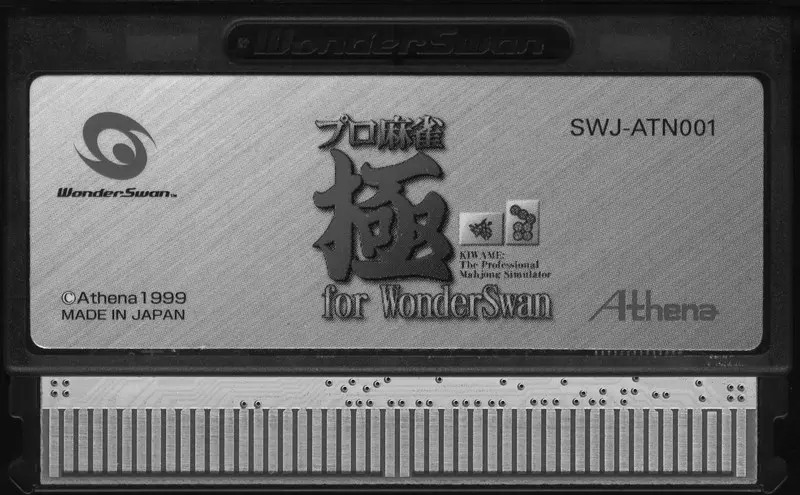 WonderSwan
WonderSwan™
プロ麻雀
極
KIWAME:
The Professional
Mahjong Simulator
for WonderSwan
SWJ-ATN001
©Athena1999
MADE IN JAPAN
Athena